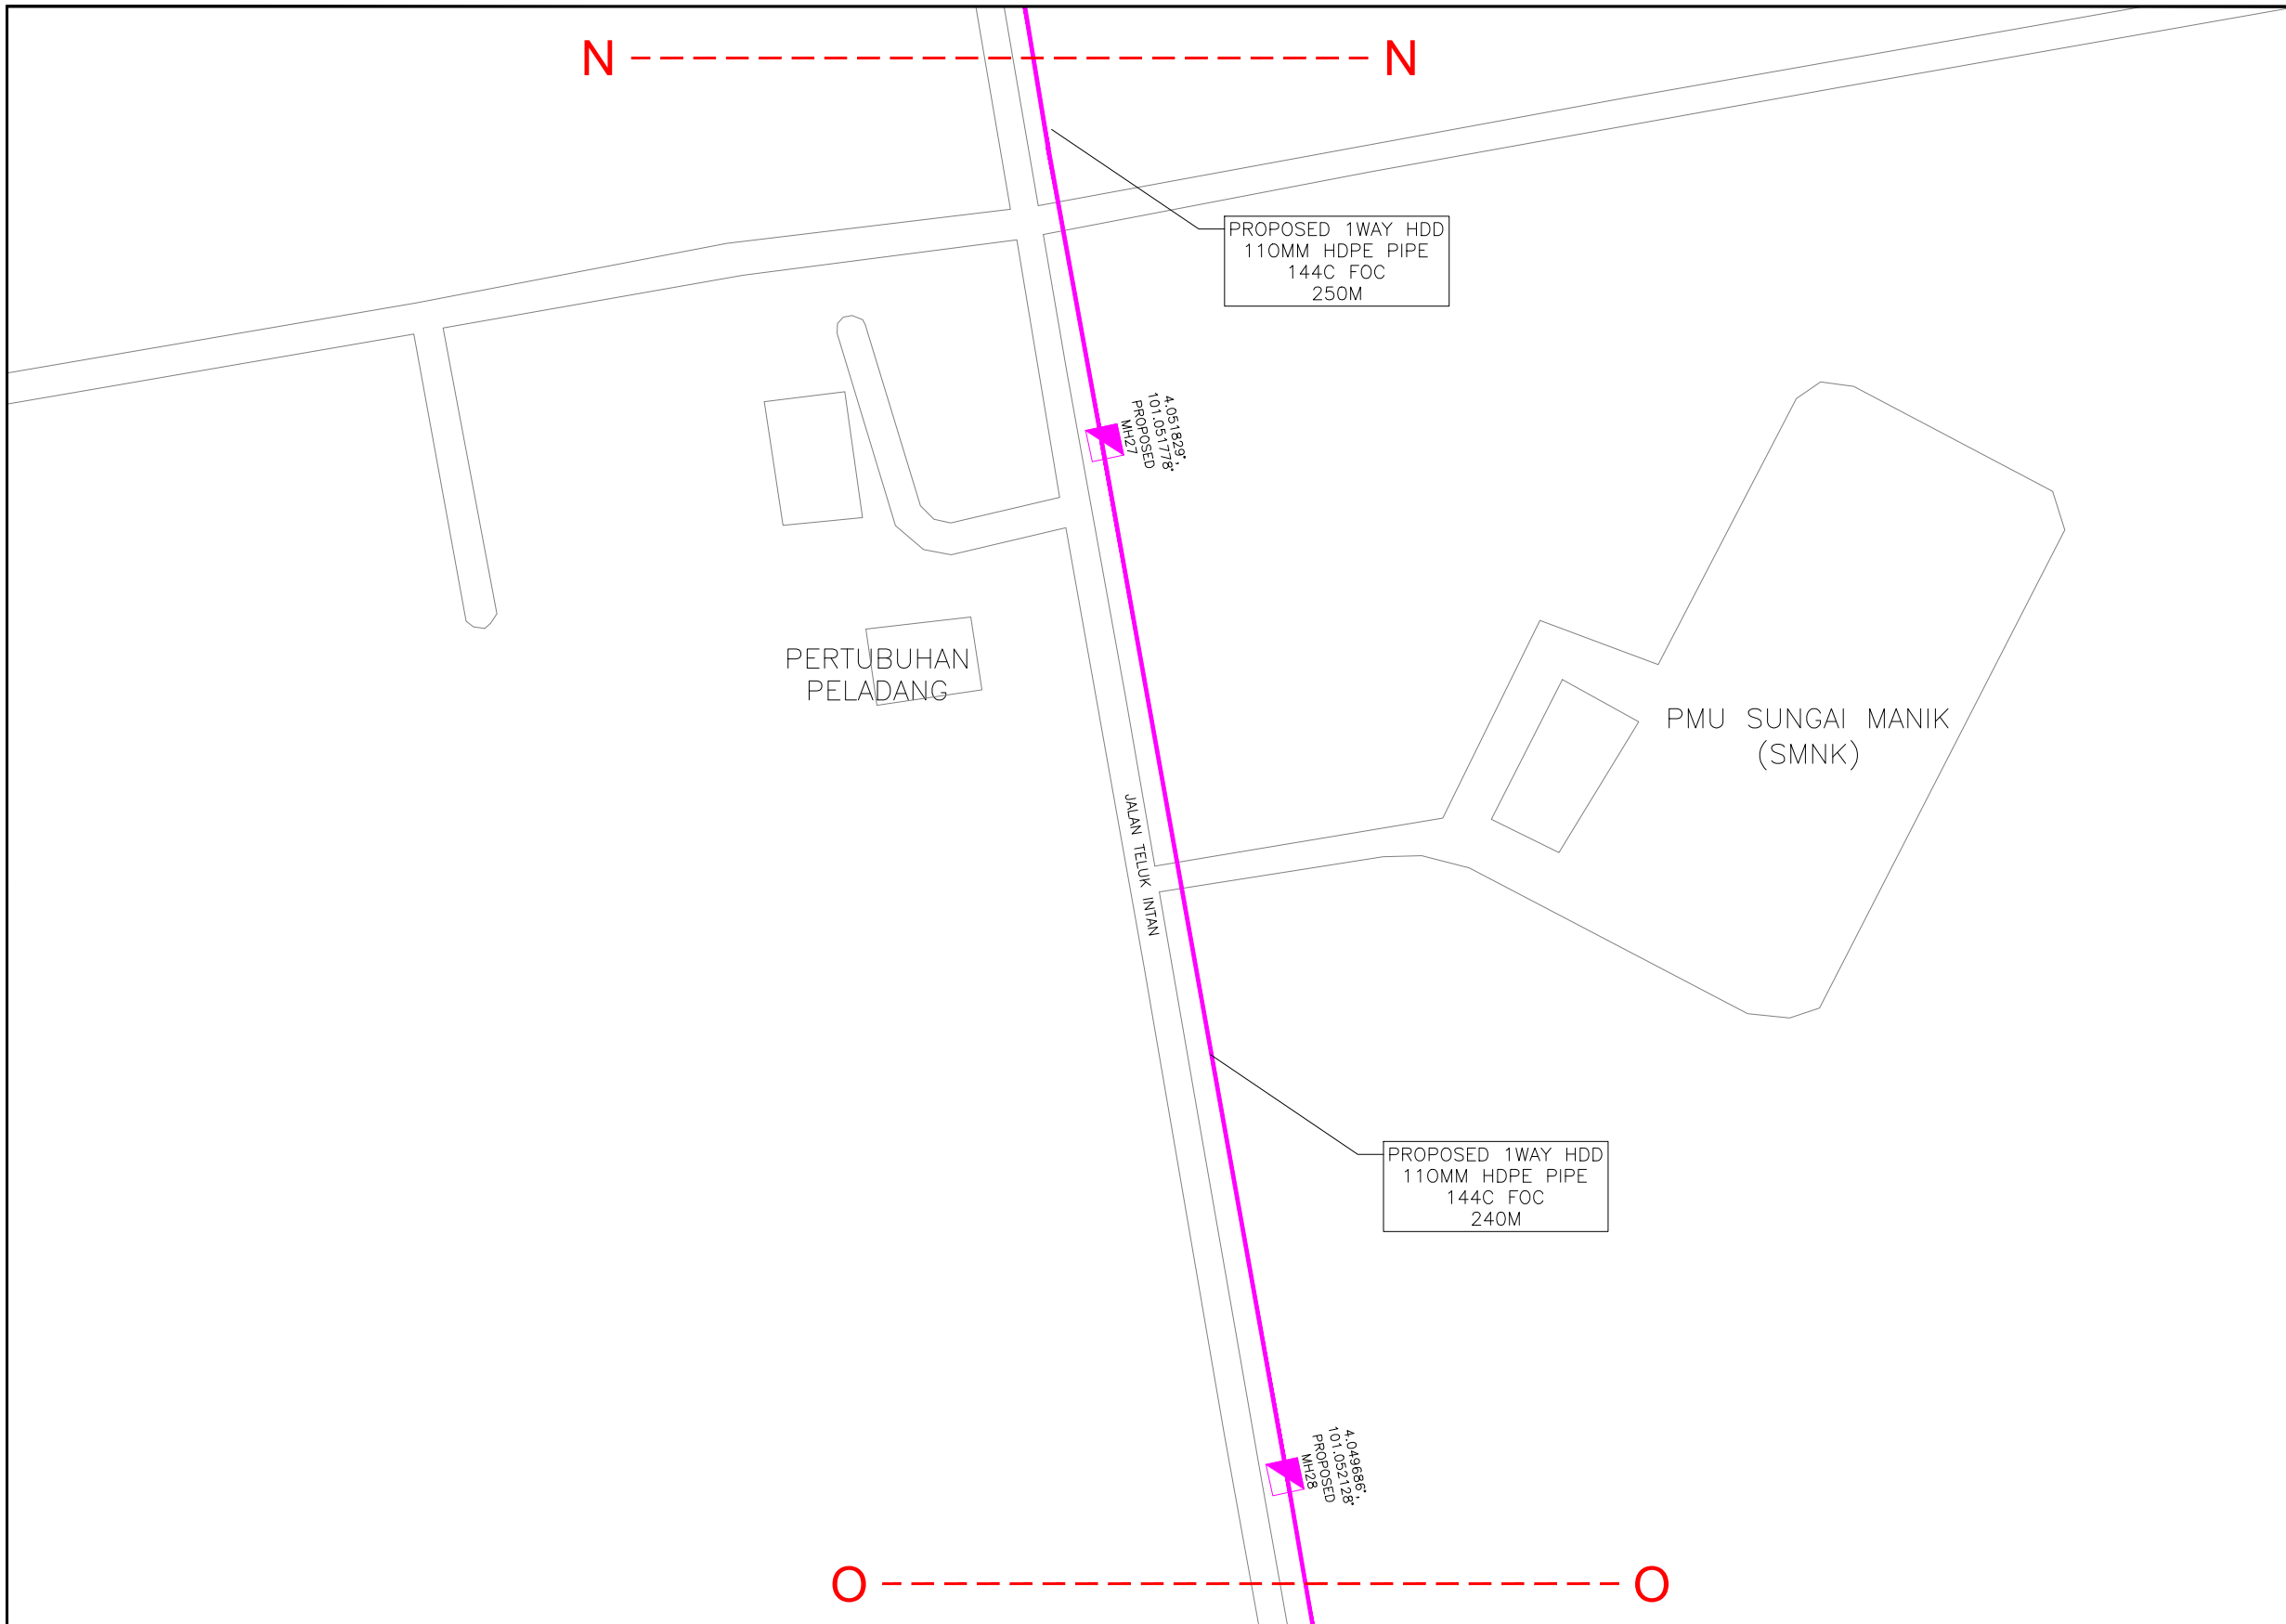 N
N
PROPOSED 1WAY HDD
110MM HDPE PIPE
144C FOC
250M
4.051829°,
101.051778°
PROPOSED
MH27
PERTUBUHAN
PELADANG
PMU SUNGAI MANIK
(SMNK)
JALAN TELUK INTAN
PROPOSED 1WAY HDD
110MM HDPE PIPE
144C FOC
240M
4.049686°,
101.052128°
PROPOSED
MH28
O
O